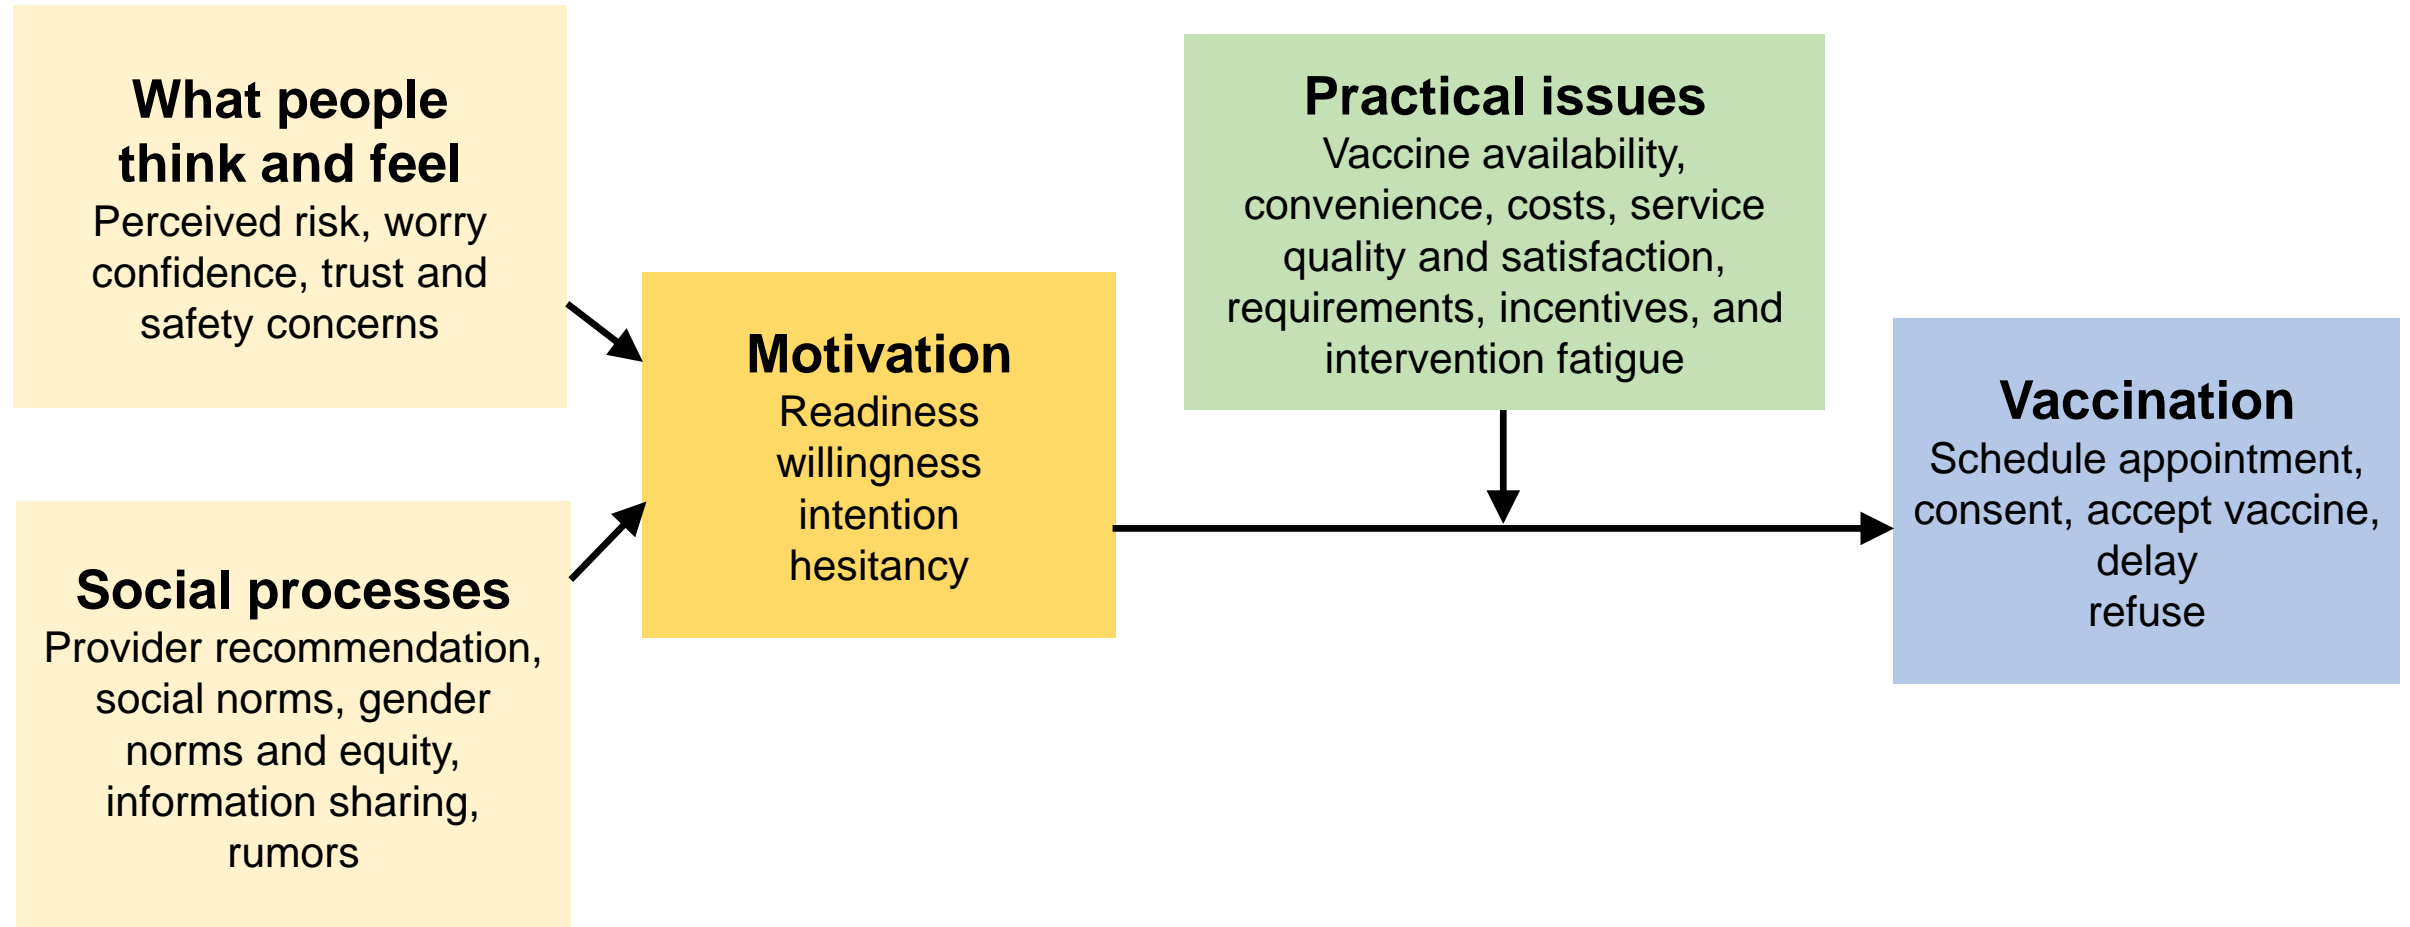 What people
think and feel
Perceived risk, worry
confidence, trust and
safety concerns
Social processes
Provider recommendation,
social norms, gender
norms and equity,
information sharing,
rumors
Motivation
Readiness
willingness
intention
hesitancy
Practical issues
Vaccine availability,
convenience, costs, service
quality and satisfaction,
requirements, incentives, and
intervention fatigue
Vaccination
Schedule appointment,
consent, accept vaccine,
delay
refuse